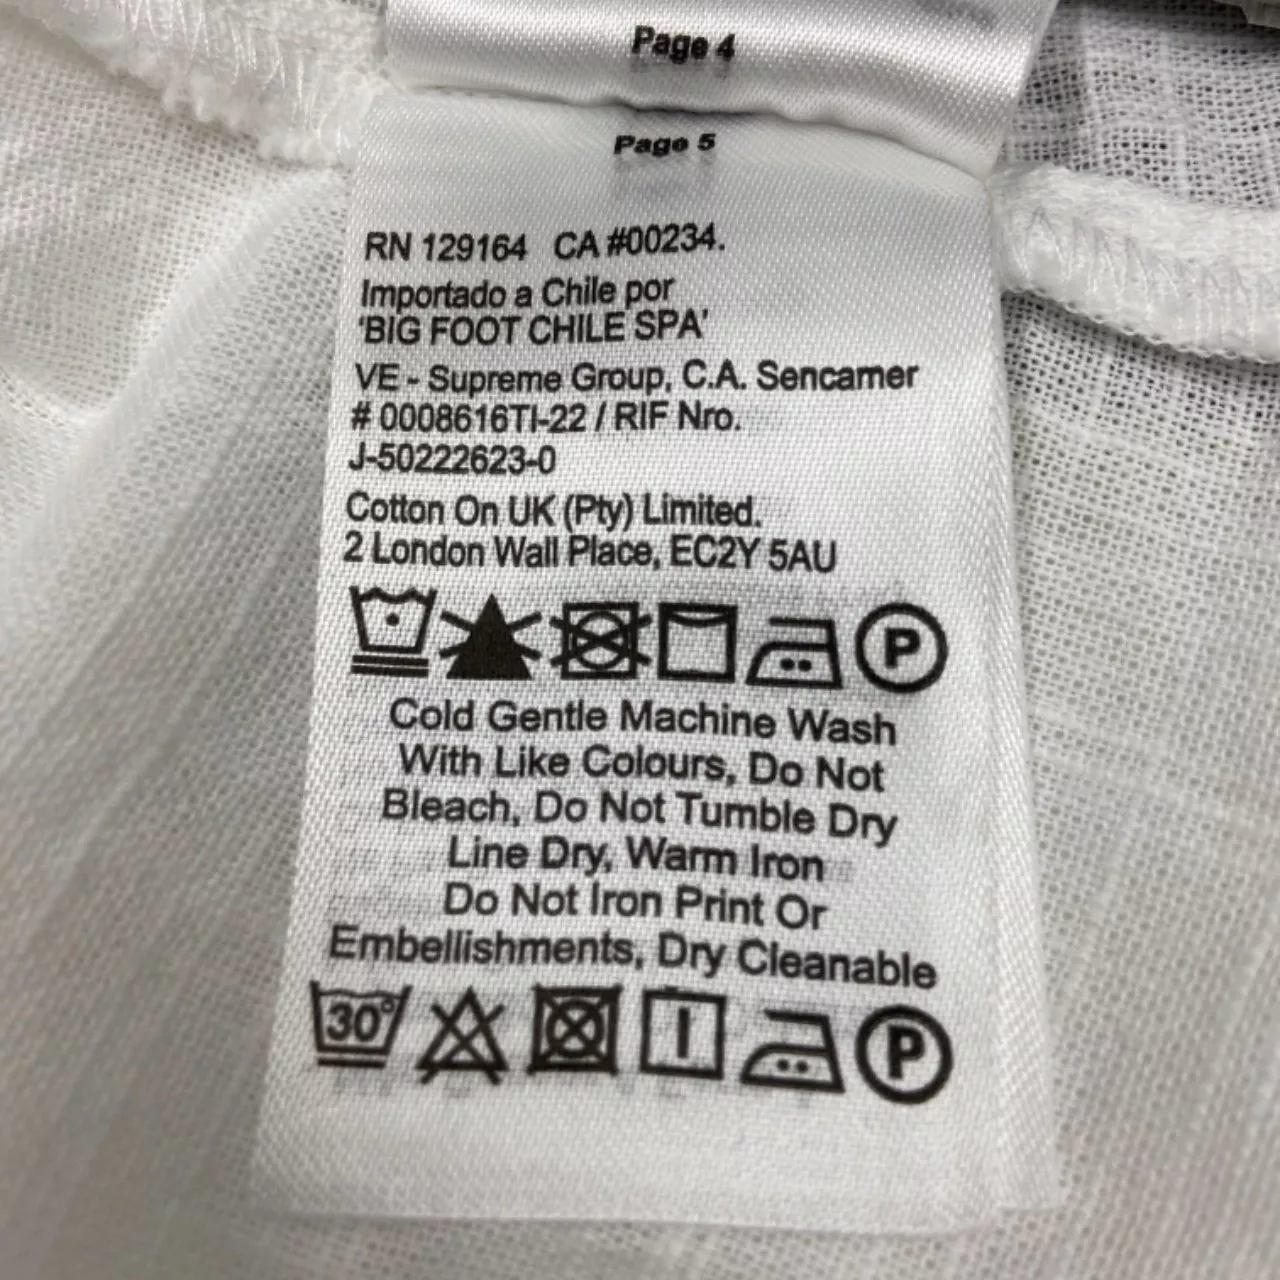 Page 4
Page 5
RN 129164 CA #00234.
Importado a Chile por
'BIG FOOT CHILE SPA'
VE - Supreme Group, C.A. Sencamer
# 0008616TI-22 / RIF Nro.
J-50222623-0
Cotton On UK (Pty) Limited.
2 London Wall Place, EC2Y 5AU
P
Cold Gentle Machine Wash
With Like Colours, Do Not
Bleach, Do Not Tumble Dry
Line Dry, Warm Iron
Do Not Iron Print Or
Embellishments, Dry Cleanable
30° P